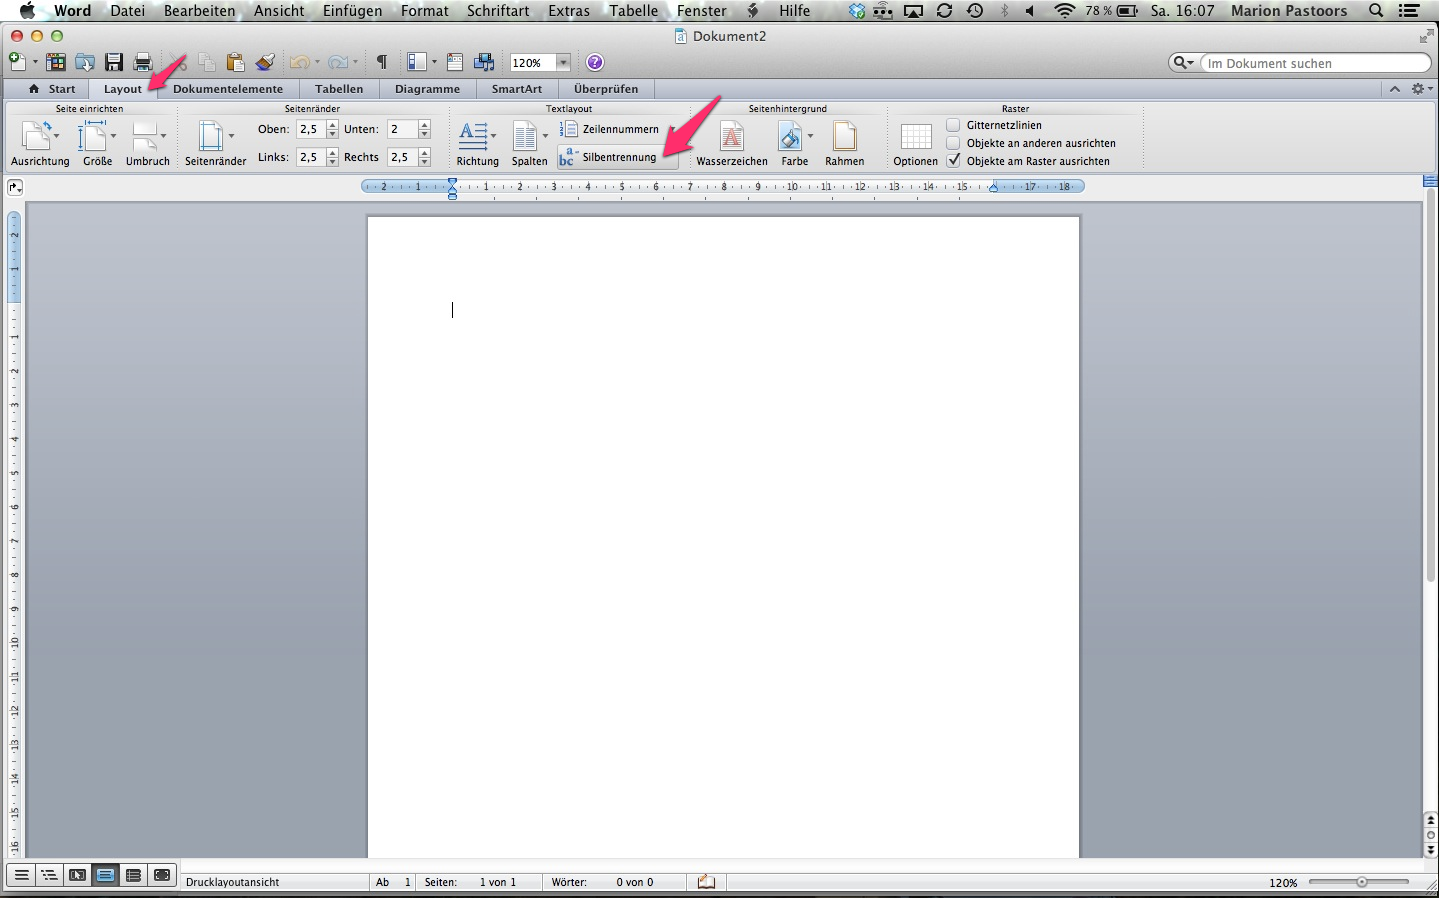 Word Datei Bearbeiten Ansicht Einfügen Format Schriftart Extras Tabelle Fenster Hilfe 78 % Sa. 16:07 Marion Pastoors
Dokument2
120% ? Im Dokument suchen
Start Layout Dokumentelemente Tabellen Diagramme SmartArt Überprüfen
Seite einrichten Seitenränder Textlayout Seitenhintergrund Raster
Oben: 2,5 Unten: 2 Zeilennummern Gitternetzlinien
Objekte an anderen ausrichten
Links: 2,5 Rechts 2,5 Silbentrennung
Ausrichtung Größe Umbruch Seitenränder Richtung Spalten Wasserzeichen Farbe Rahmen Optionen Objekte am Raster ausrichten
2 1 1 2 3 4 5 6 7 8 9 10 11 12 13 14 15 17 18
2
1
1
2
3
4
5
6
7
8
9
10
11
12
13
14
15
16
Drucklayoutansicht Ab 1 Seiten: 1 von 1 Wörter: 0 von 0 120%